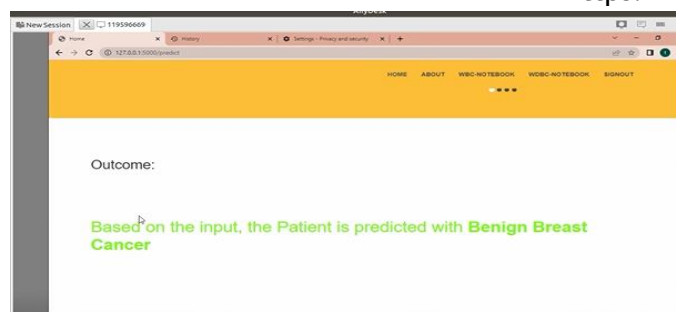 AnyDesk
New Session 119596669
Home History Settings - Privacy and security
127.0.0.1:5000/predict
HOME ABOUT WBC-NOTEBOOK WDBC-NOTEBOOK SIGNOUT
Outcome:
Based on the input, the Patient is predicted with Benign Breast
Cancer